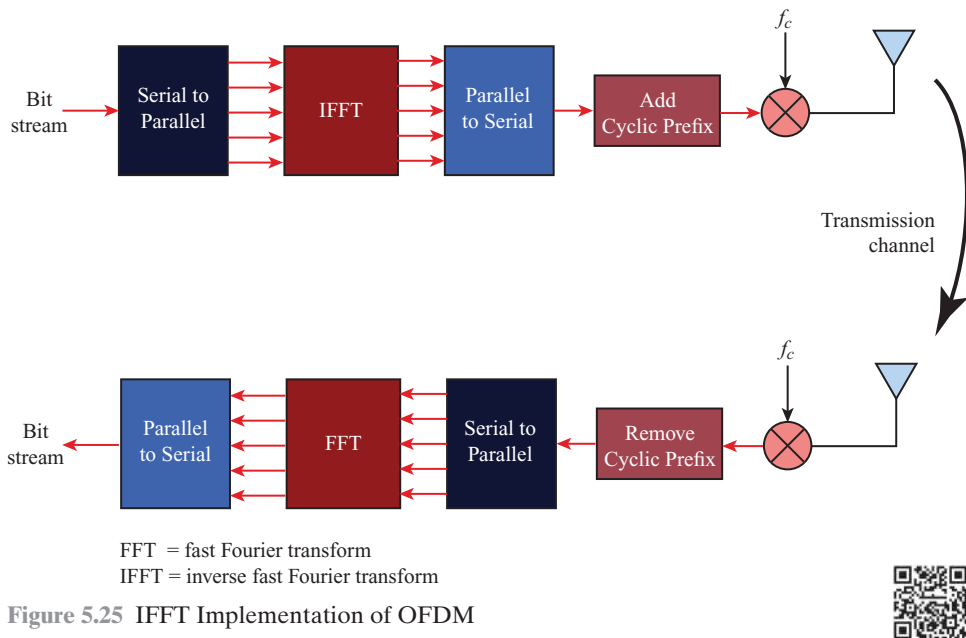 f_c
Bit
stream
Serial to
Parallel
IFFT
Parallel
to Serial
Add
Cyclic Prefix
Transmission
channel
f_c
Bit
stream
Parallel
to Serial
FFT
Serial to
Parallel
Remove
Cyclic Prefix
FFT = fast Fourier transform
IFFT = inverse fast Fourier transform
Figure 5.25 IFFT Implementation of OFDM